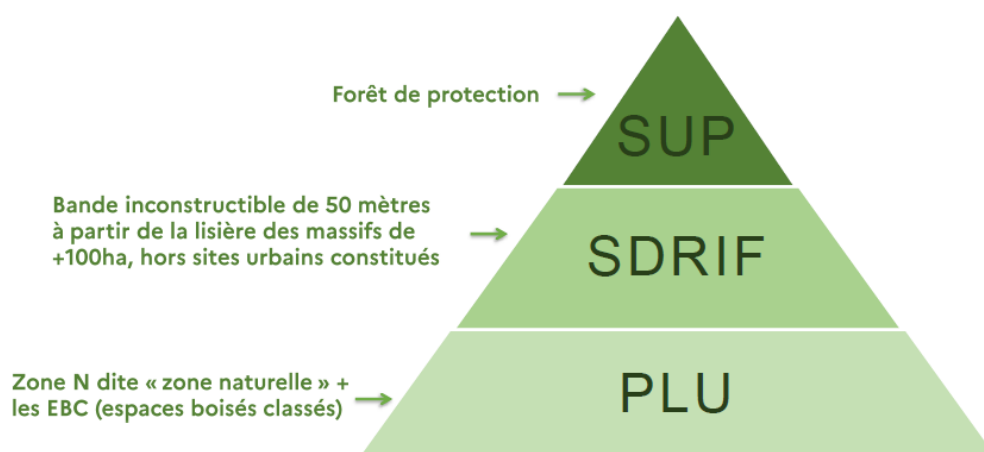 Forêt de protection
SUP
Bande inconstructible de 50 mètres
à partir de la lisière des massifs de
+100ha, hors sites urbains constitués
SDRIF
Zone N dite « zone naturelle » +
les EBC (espaces boisés classés)
PLU